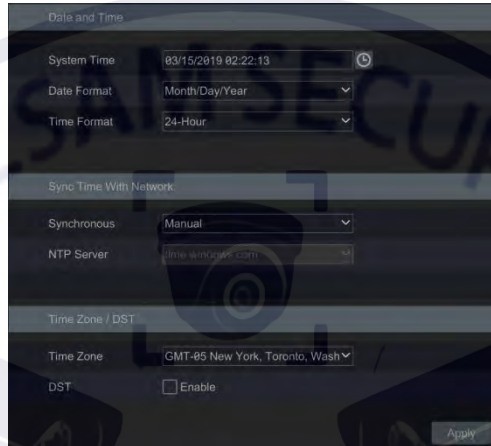 Date and Time
System Time 03/15/2019 02:22:13
Date Format Month/Day/Year
Time Format 24-Hour
Sync Time With Network
Synchronous Manual
NTP Server time.windows.com
Time Zone / DST
Time Zone GMT-05 New York, Toronto, Wash
DST Enable
Apply